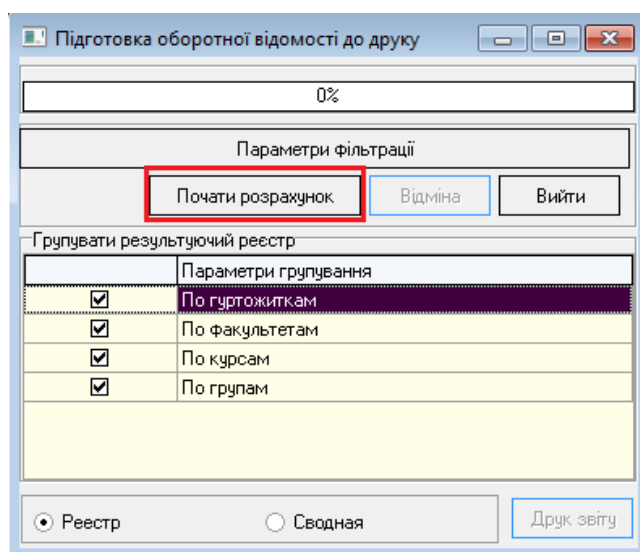 Підготовка оборотної відомості до друку
0%
Параметри фільтрації
Почати розрахунок Відміна Вийти
Групувати результуючий реєстр
Параметри групування
По гуртожиткам
По факультетам
По курсам
По групам
Реестр Сводная Друк звіту